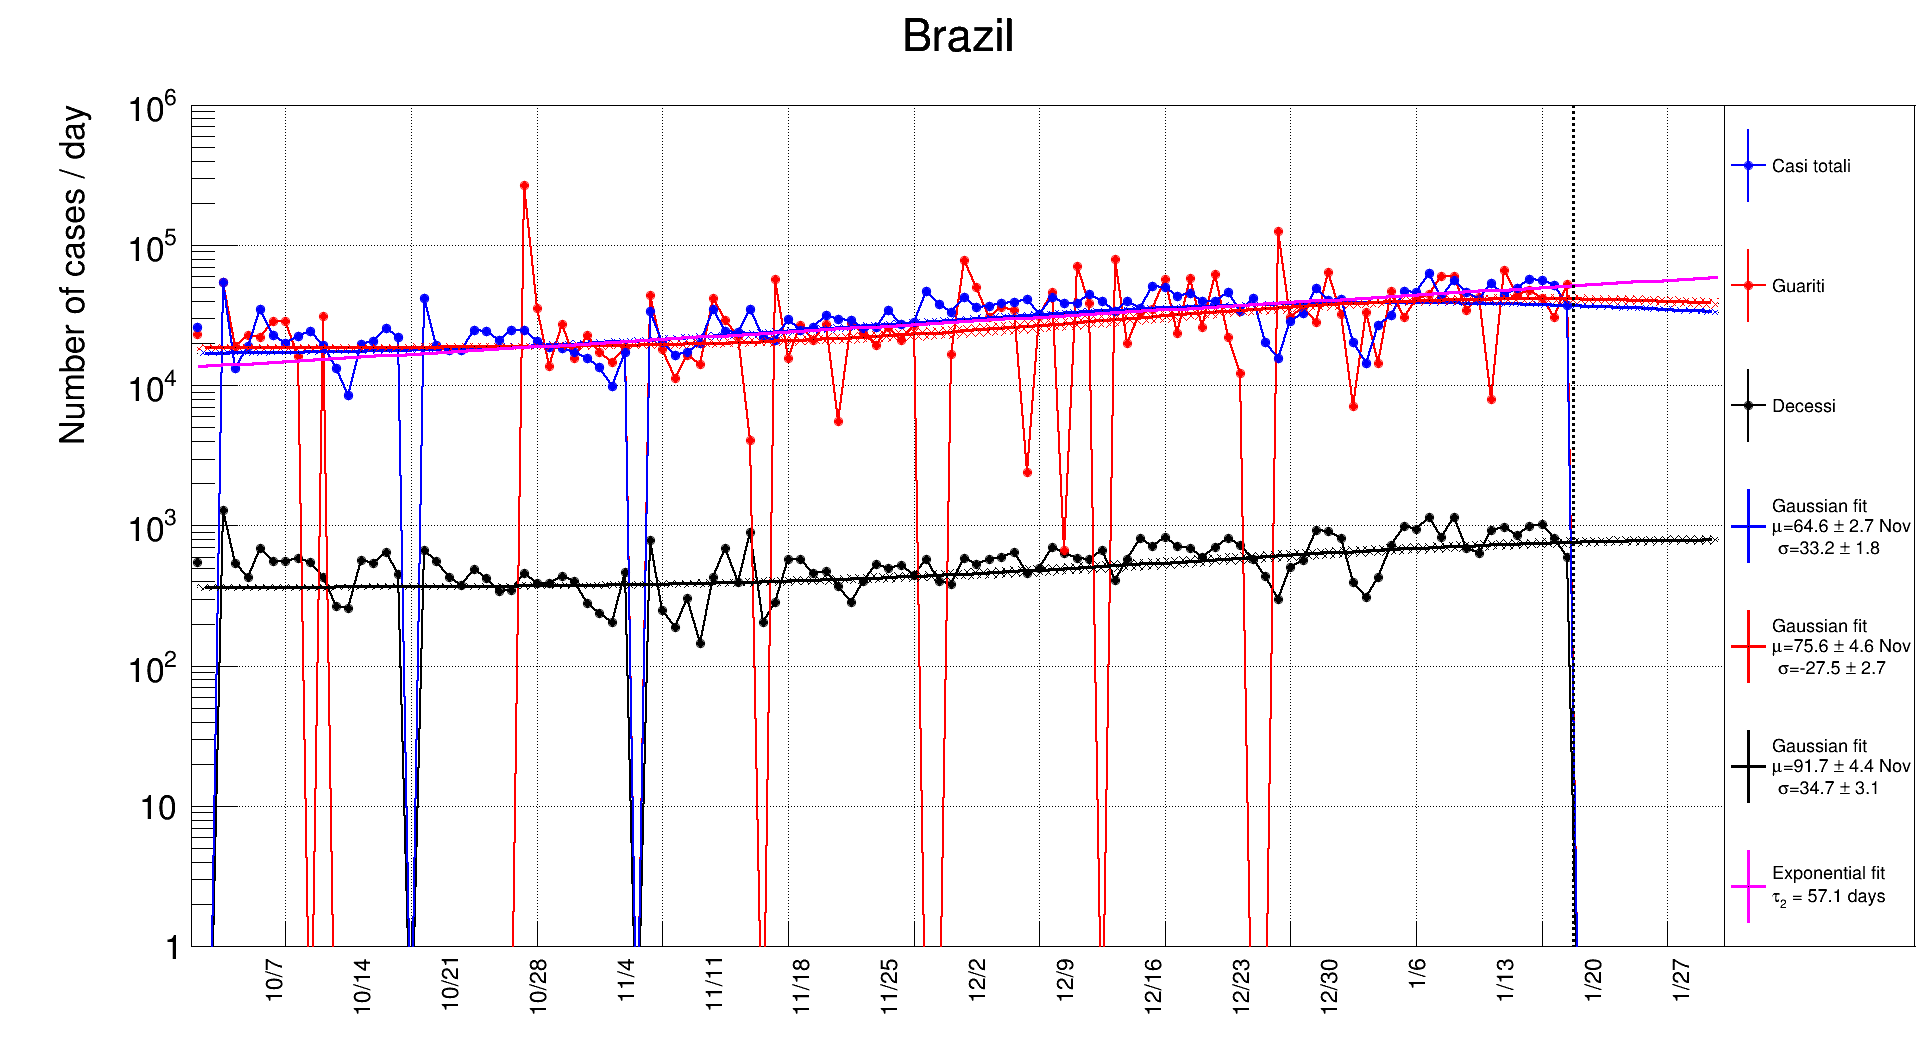 Brazil
Number of cases / day
10^6
10^5
10^4
10^3
10^2
10
1
10/7
10/14
10/21
10/28
11/4
11/11
11/18
11/25
12/2
12/9
12/16
12/23
12/30
1/6
1/13
1/20
1/27
Casi totali
Guariti
Decessi
Gaussian fit
μ=64.6 ± 2.7 Nov
σ=33.2 ± 1.8
Gaussian fit
μ=75.6 ± 4.6 Nov
σ=-27.5 ± 2.7
Gaussian fit
μ=91.7 ± 4.4 Nov
σ=34.7 ± 3.1
Exponential fit
τ₂ = 57.1 days